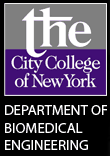 the
City College
of New York
DEPARTMENT OF
BIOMEDICAL
ENGINEERING